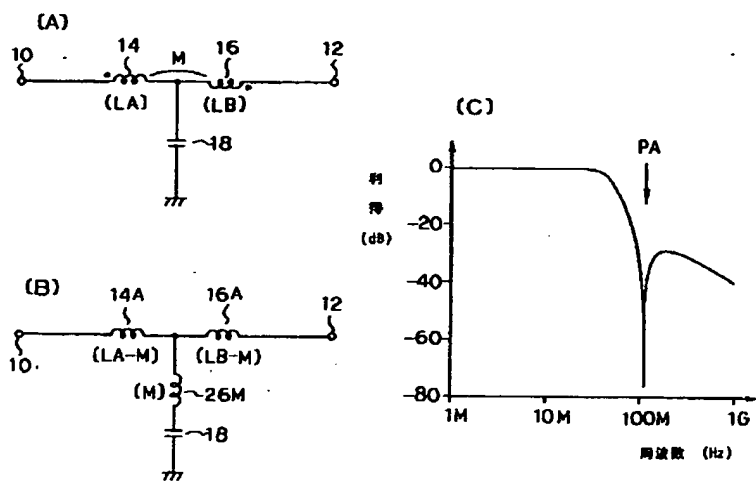 (A)
10
14
M
16
12
(LA)
(LB)
18
(B)
14A
16A
12
10.
(LA-M)
(LB-M)
(M)
26M
18
(C)
PA
利得
(dB)
0
-20
-40
-60
-80
1M
10M
100M
1G
周波数 (Hz)